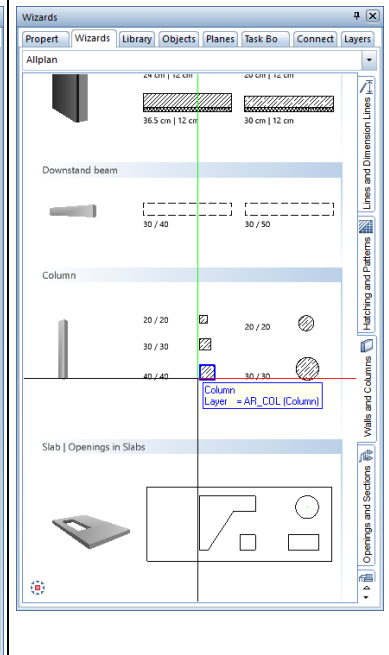 Wizards
Propert Wizards Library Objects Planes Task Bo Connect Layers
Allplan
24 cm | 12 cm 20 cm | 12 cm
36.5 cm | 12 cm 30 cm | 12 cm
Downstand beam
30 / 40 30 / 50
Column
20 / 20 20 / 20
30 / 30
40 / 40 30 / 30
Column
Layer = AR_COL (Column)
Slab | Openings in Slabs
Lines and Dimension Lines
Hatching and Patterns
Walls and Columns
Openings and Sections